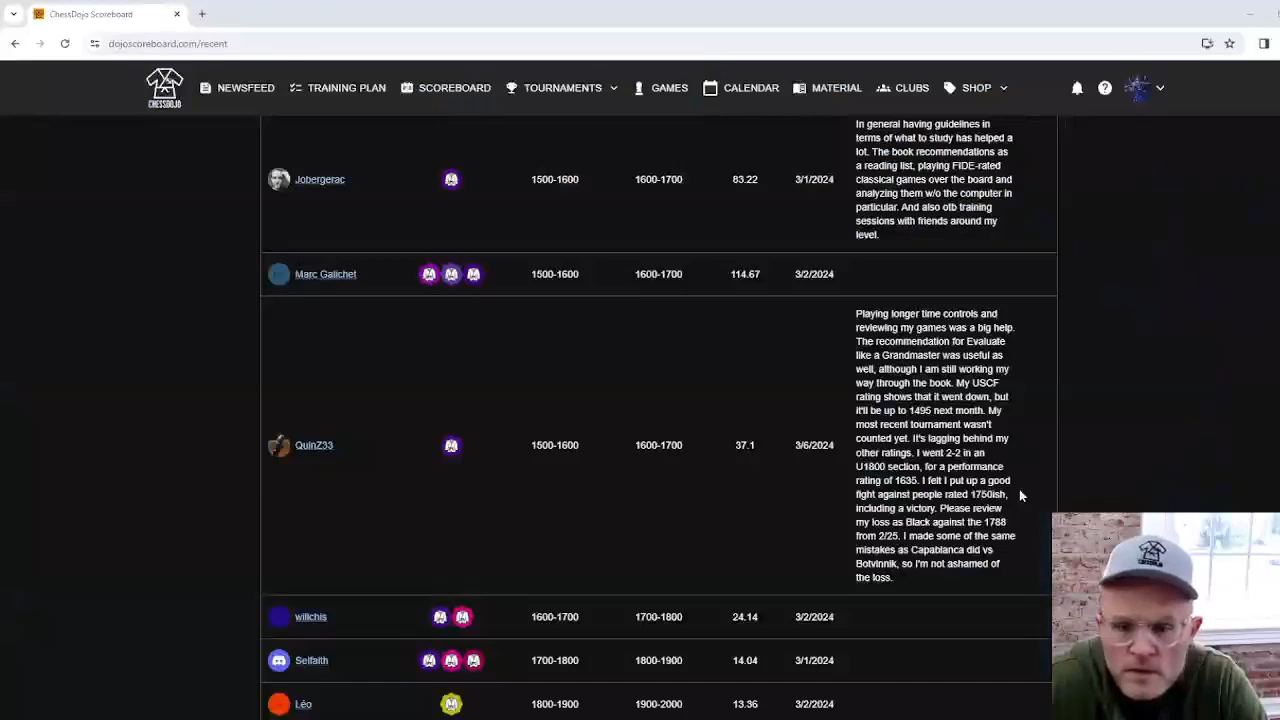 ChessDojo Scoreboard
dojoscoreboard.com/recent
CHESSDOJO
NEWSFEED
TRAINING PLAN
SCOREBOARD
TOURNAMENTS
GAMES
CALENDAR
MATERIAL
CLUBS
SHOP
In general having guidelines in
terms of what to study has helped a
lot. The book recommendations as
a reading list, playing FIDE-rated
classical games over the board and
analyzing them w/o the computer in
particular. And also otb training
sessions with friends around my
level.
Jobergerac 1500-1600 1600-1700 83.22 3/1/2024
Marc Galichet 1500-1600 1600-1700 114.67 3/2/2024
Playing longer time controls and
reviewing my games was a big help.
The recommendation for Evaluate
like a Grandmaster was useful as
well, although I am still working my
way through the book. My USCF
rating shows that it went down, but
it'll be up to 1495 next month. My
most recent tournament wasn't
counted yet. It's lagging behind my
other ratings. I went 2-2 in an
U1800 section, for a performance
rating of 1635. I felt I put up a good
fight against people rated 1750ish,
including a victory. Please review
my loss as Black against the 1788
from 2/25. I made some of the same
mistakes as Capablanca did vs
Botvinnik, so I'm not ashamed of
the loss.
QuinZ33 1500-1600 1600-1700 37.1 3/6/2024
willchis 1600-1700 1700-1800 24.14 3/2/2024
Selfaith 1700-1800 1800-1900 14.04 3/1/2024
Léo 1800-1900 1900-2000 13.36 3/2/2024